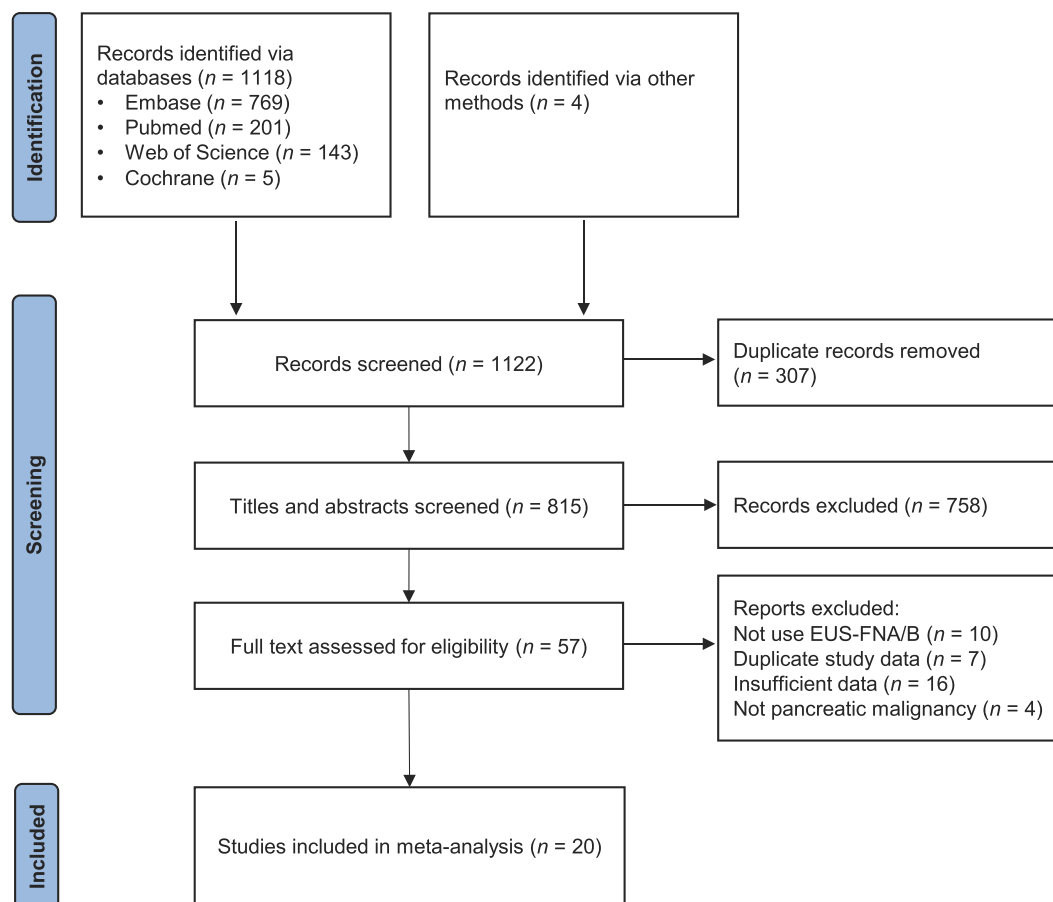 Identification
Records identified via
databases (n = 1118)
• Embase (n = 769)
• Pubmed (n = 201)
• Web of Science (n = 143)
• Cochrane (n = 5)
Records identified via other
methods (n = 4)
Screening
Records screened (n = 1122)
Duplicate records removed
(n = 307)
Titles and abstracts screened (n = 815)
Records excluded (n = 758)
Full text assessed for eligibility (n = 57)
Reports excluded:
Not use EUS-FNA/B (n = 10)
Duplicate study data (n = 7)
Insufficient data (n = 16)
Not pancreatic malignancy (n = 4)
Included
Studies included in meta-analysis (n = 20)